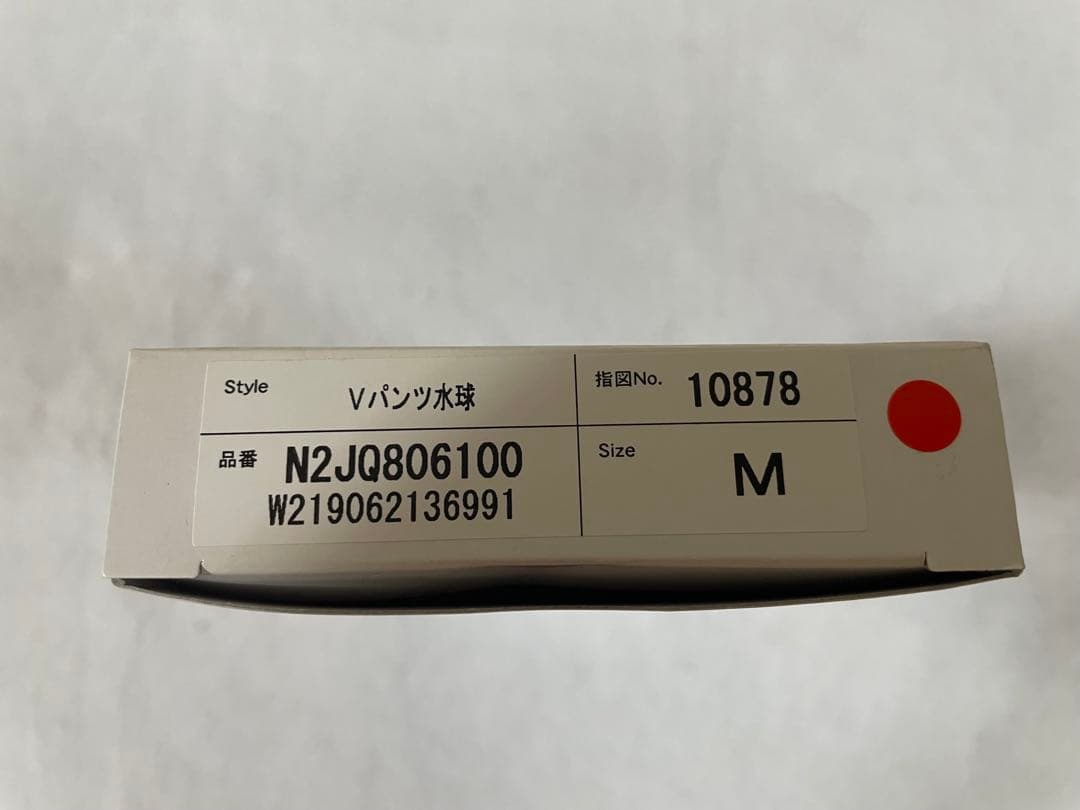 Style Vパンツ水球
指図No. 10878
品番 N2JQ806100
W219062136991
Size M